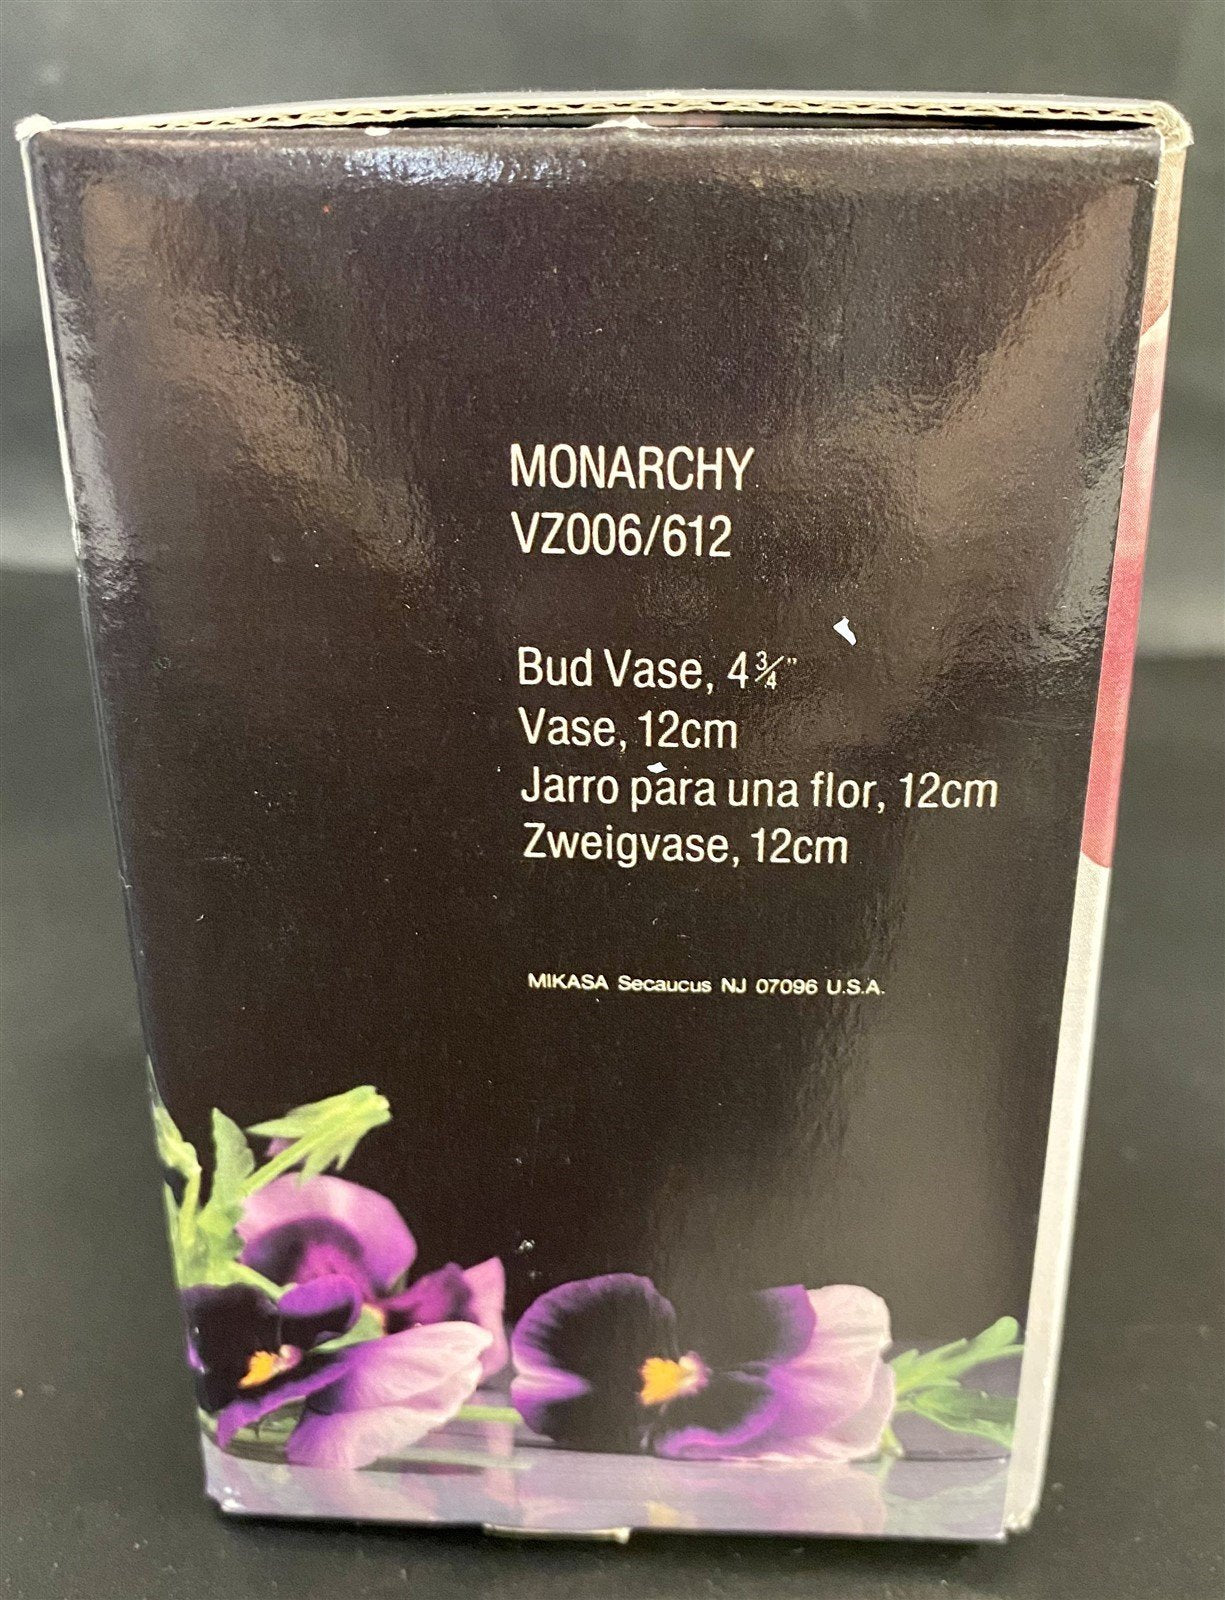 MONARCHY
VZ006/612
Bud Vase, 4¾"
Vase, 12cm
Jarro para una flor, 12cm
Zweigvase, 12cm
MIKASA Secaucus NJ 07096 U.S.A.